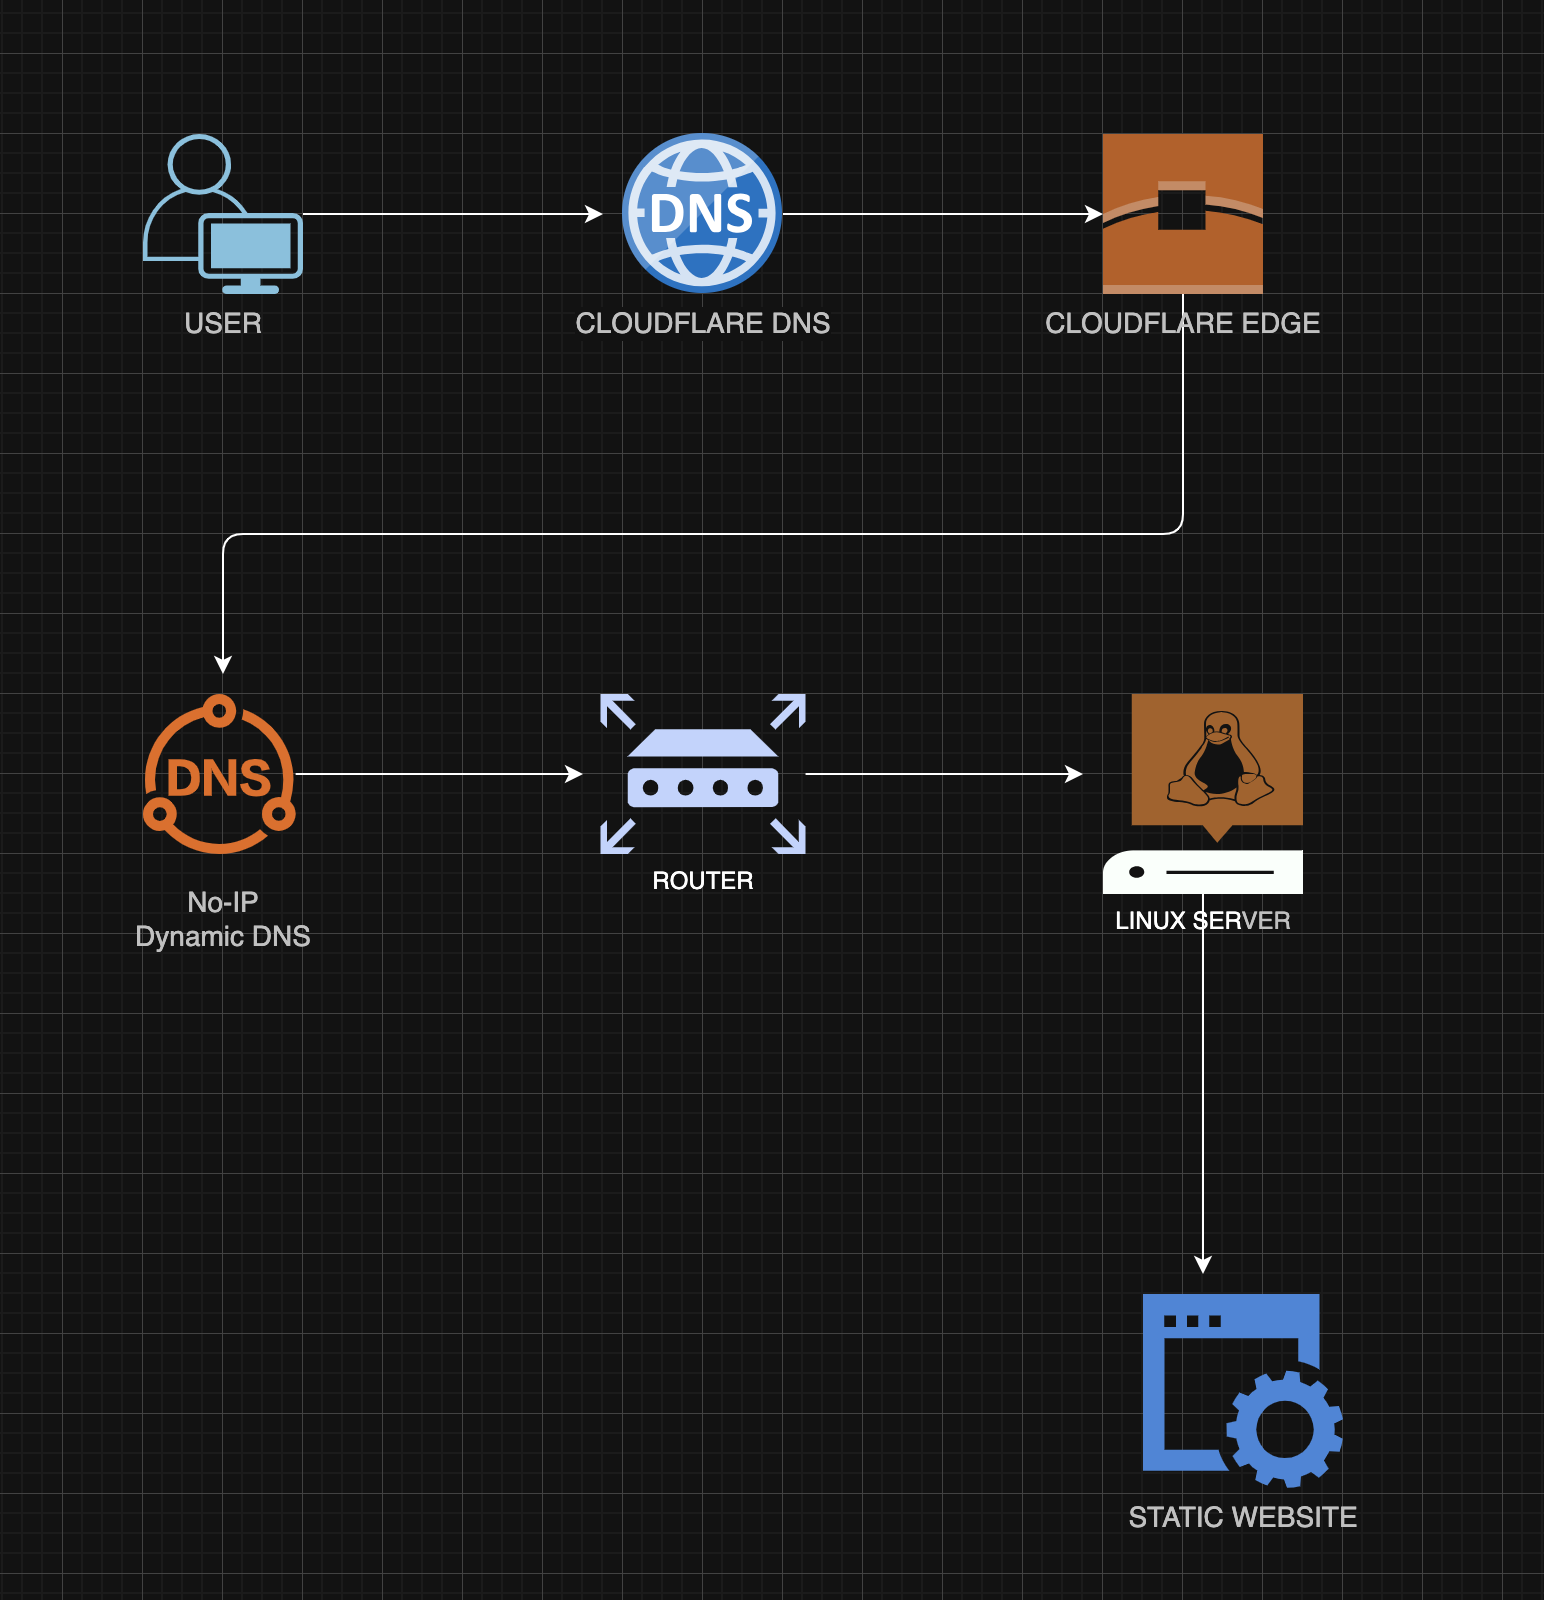 DNS
USER
CLOUDFLARE DNS
CLOUDFLARE EDGE
DNS
No-IP
Dynamic DNS
ROUTER
LINUX SERVER
STATIC WEBSITE